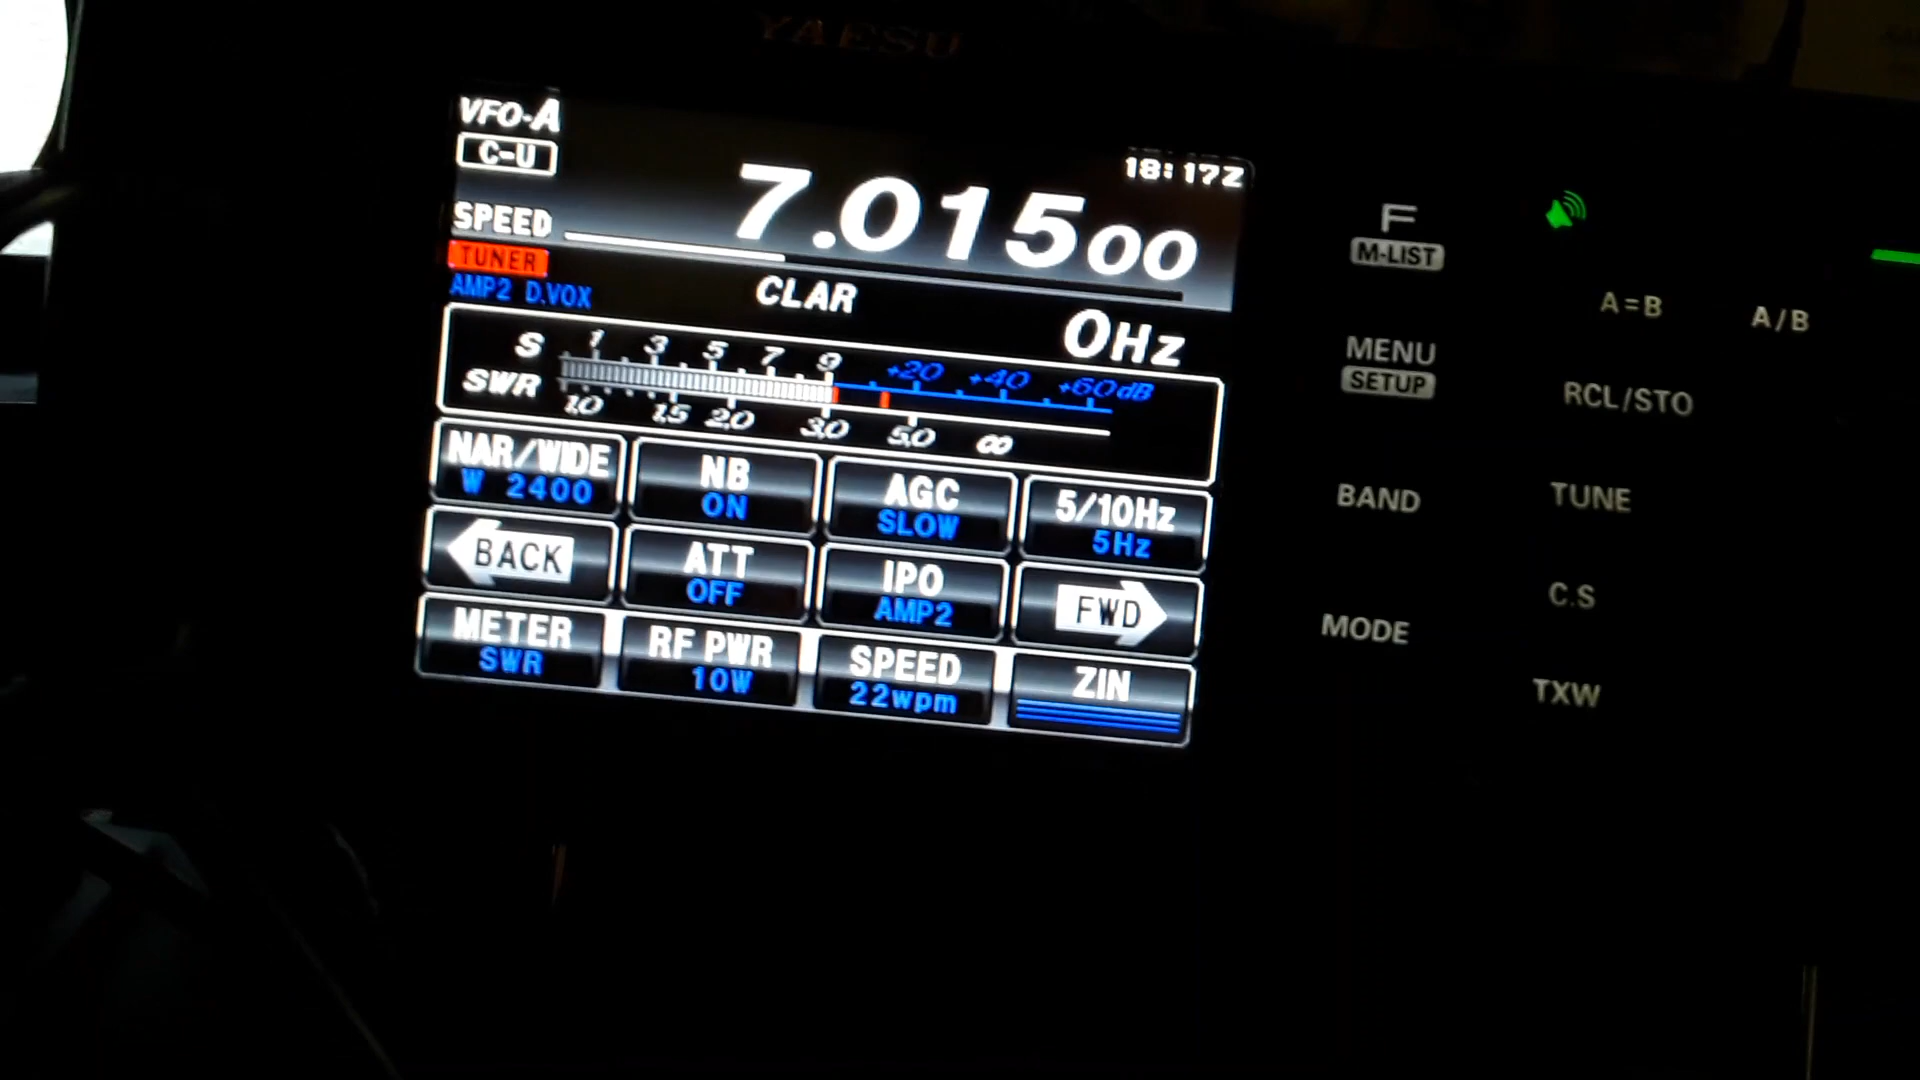 YAESU
VFO-A
C-U
18:17Z
7.01500
SPEED
TUNER
AMP2 D.VOX
CLAR
0Hz
S 1 3 5 7 9 +20 +40 +60dB
SWR 1.0 1.5 2.0 3.0 5.0 ∞
NAR/WIDE
W 2400
NB
ON
AGC
SLOW
5/10Hz
5Hz
BACK
ATT
OFF
IPO
AMP2
FWD
METER
SWR
RF PWR
10W
SPEED
22wpm
ZIN
F
M-LIST
A=B
A/B
MENU
SETUP
RCL/STO
BAND
TUNE
C.S
MODE
TXW